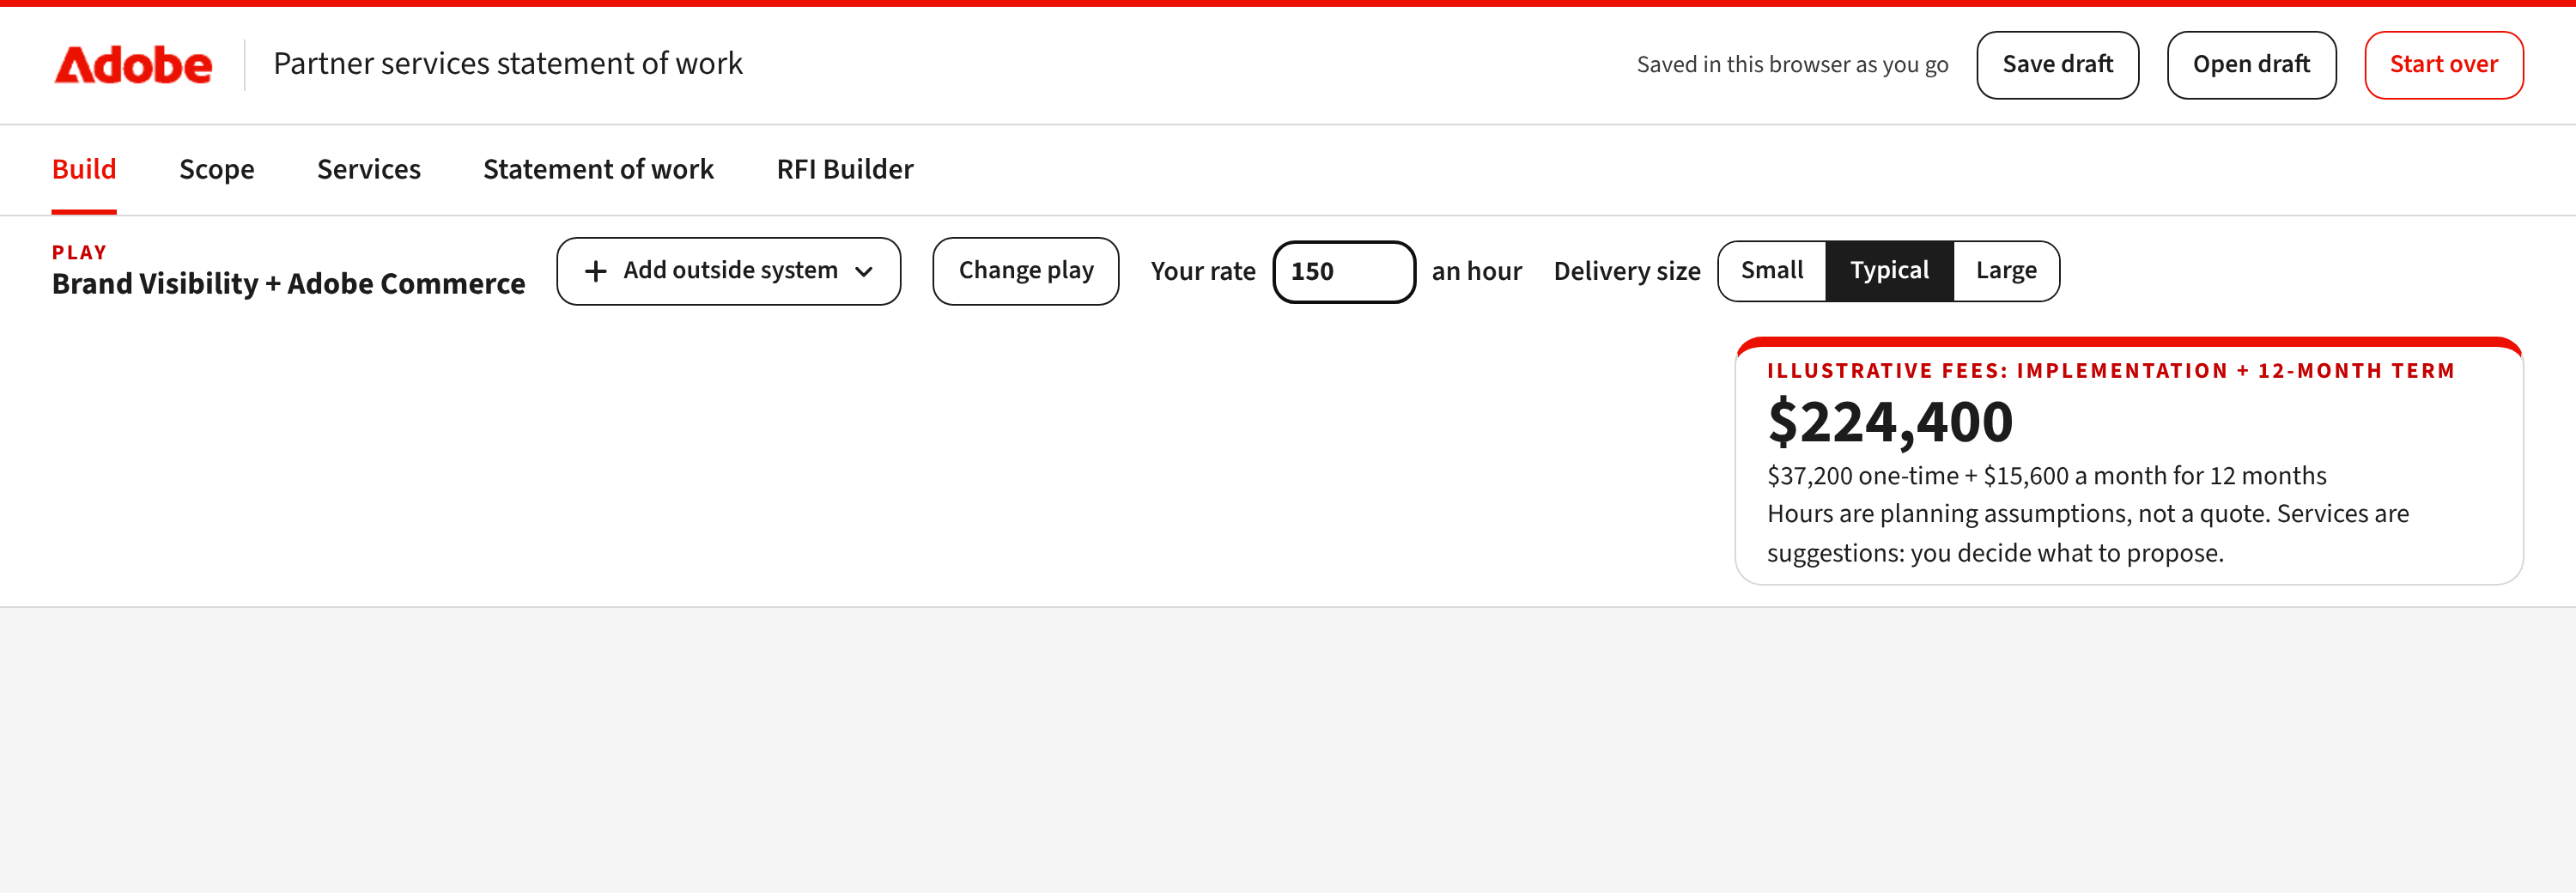 Adobe
Partner services statement of work
Saved in this browser as you go
Save draft
Open draft
Start over
Build
Scope
Services
Statement of work
RFI Builder
PLAY
Brand Visibility + Adobe Commerce
+ Add outside system
Change play
Your rate
150
an hour
Delivery size
Small
Typical
Large
ILLUSTRATIVE FEES: IMPLEMENTATION + 12-MONTH TERM
$224,400
$37,200 one-time + $15,600 a month for 12 months
Hours are planning assumptions, not a quote. Services are
suggestions: you decide what to propose.